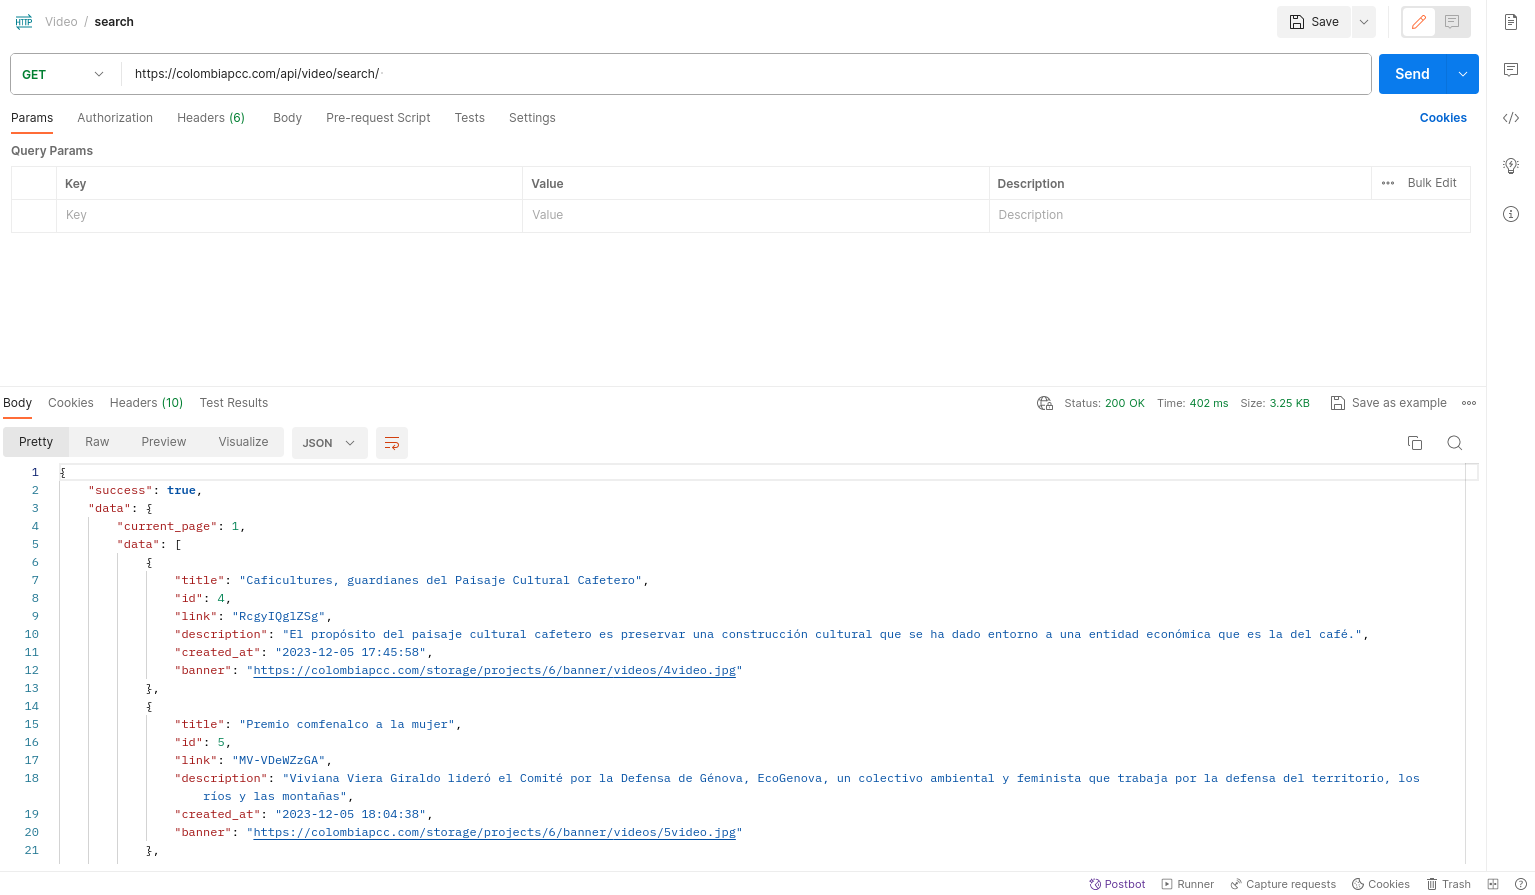 HTTP Video / search Save
GET https://colombiapcc.com/api/video/search/ Send
Params Authorization Headers (6) Body Pre-request Script Tests Settings Cookies
Query Params
Key Value Description ••• Bulk Edit
Key Value Description
Body Cookies Headers (10) Test Results Status: 200 OK Time: 402 ms Size: 3.25 KB Save as example •••
Pretty Raw Preview Visualize JSON
1 {
2 "success": true,
3 "data": {
4 "current_page": 1,
5 "data": [
6 {
7 "title": "Caficultures, guardianes del Paisaje Cultural Cafetero",
8 "id": 4,
9 "link": "RcgyIQglZSg",
10 "description": "El propósito del paisaje cultural cafetero es preservar una construcción cultural que se ha dado entorno a una entidad económica que es la del café.",
11 "created_at": "2023-12-05 17:45:58",
12 "banner": "https://colombiapcc.com/storage/projects/6/banner/videos/4video.jpg"
13 },
14 {
15 "title": "Premio comfenalco a la mujer",
16 "id": 5,
17 "link": "MV-VDeWZzGA",
18 "description": "Viviana Viera Giraldo lideró el Comité por la Defensa de Génova, EcoGenova, un colectivo ambiental y feminista que trabaja por la defensa del territorio, los
ríos y las montañas",
19 "created_at": "2023-12-05 18:04:38",
20 "banner": "https://colombiapcc.com/storage/projects/6/banner/videos/5video.jpg"
21 },
Postbot Runner Capture requests Cookies Trash